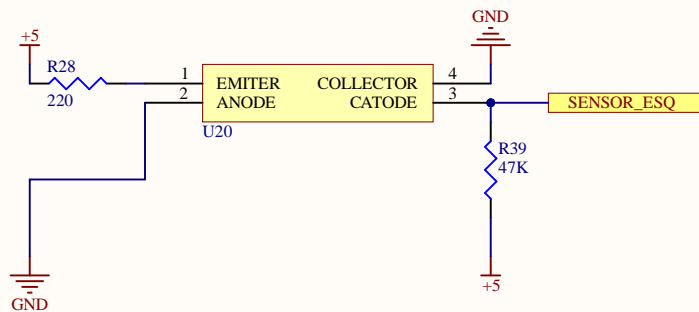 +5
R28
220
1
2
EMITER
ANODE
COLLECTOR
CATODE
U20
4
3
GND
SENSOR_ESQ
R39
47K
+5
GND